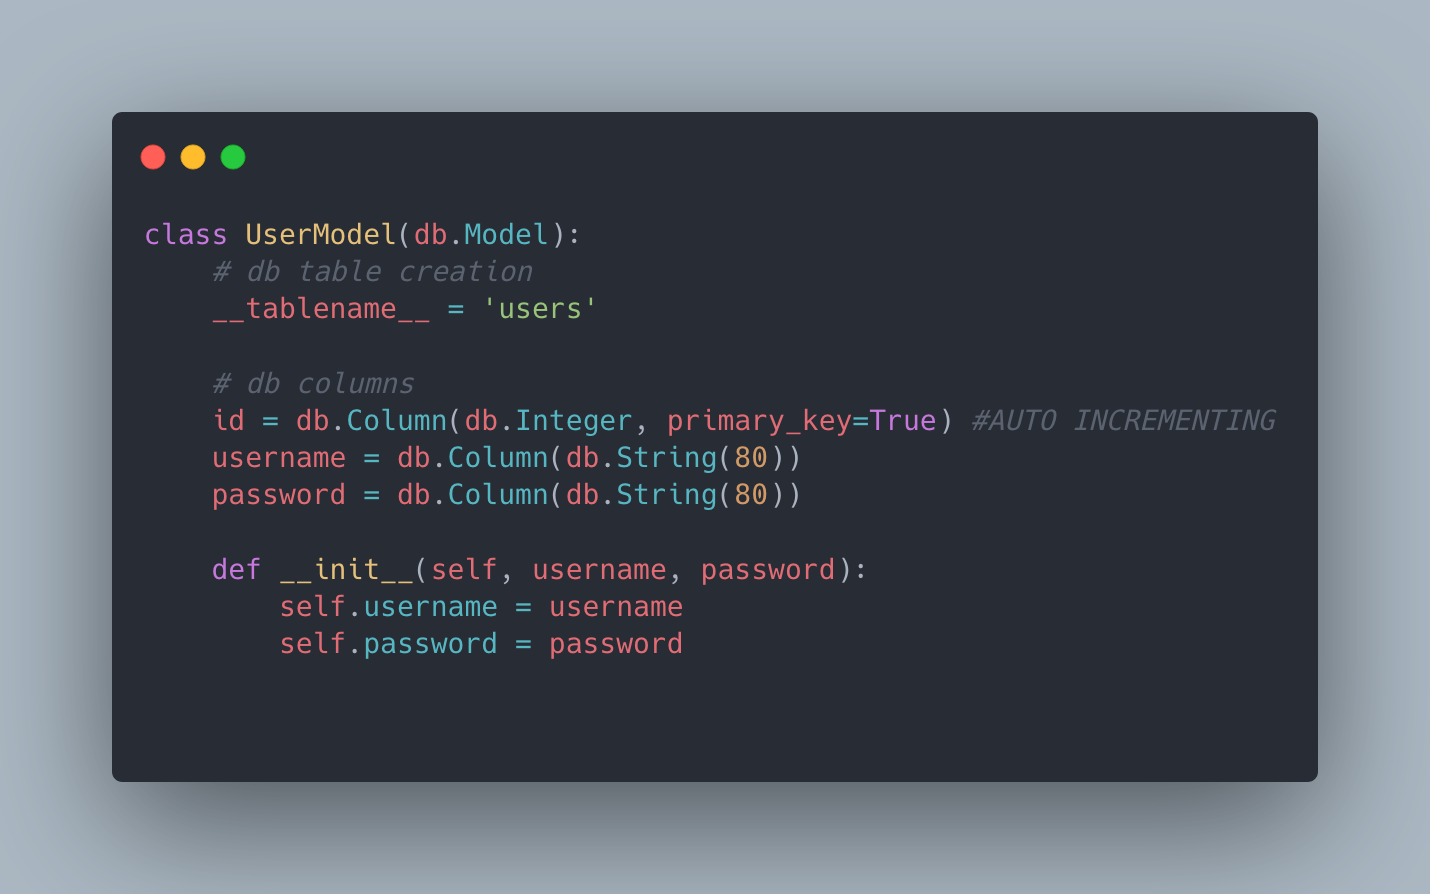 class UserModel(db.Model):
    # db table creation
    __tablename__ = 'users'

    # db columns
    id = db.Column(db.Integer, primary_key=True) #AUTO INCREMENTING
    username = db.Column(db.String(80))
    password = db.Column(db.String(80))

    def __init__(self, username, password):
        self.username = username
        self.password = password